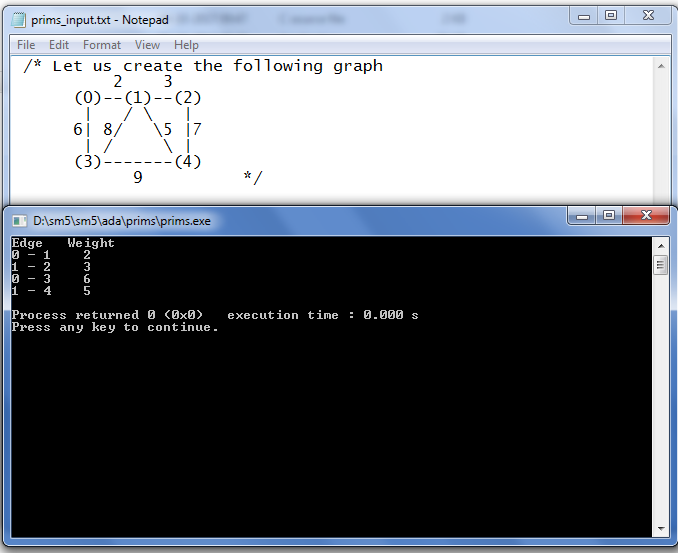 prims_input.txt - Notepad
File Edit Format View Help
/* Let us create the following graph
2 3
(0)--(1)--(2)
| / \ |
6| 8/ \5 |7
| / \ |
(3)-------(4)
9 */
D:\sm5\sm5\ada\prims\prims.exe
Edge Weight
0 - 1 2
1 - 2 3
0 - 3 6
1 - 4 5
Process returned 0 (0x0) execution time : 0.000 s
Press any key to continue.